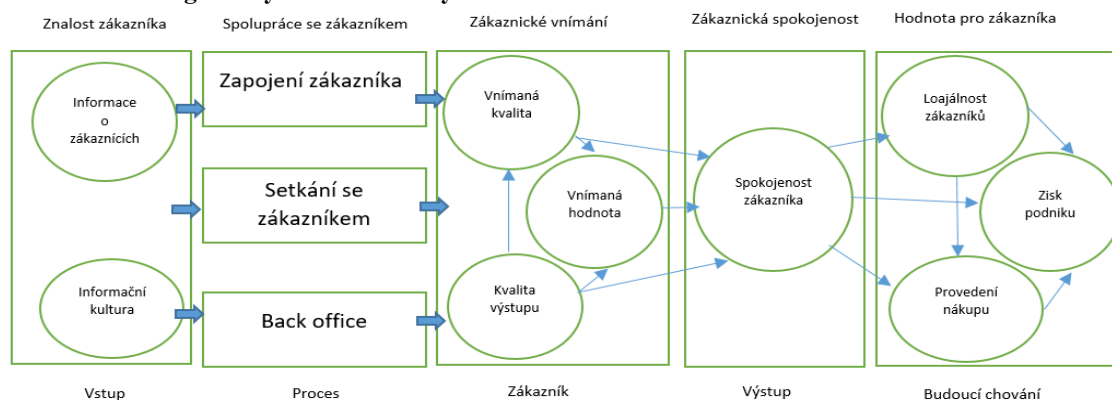 Znalost zákazníka
Spolupráce se zákazníkem
Zákaznické vnímání
Zákaznická spokojenost
Hodnota pro zákazníka
Informace
o
zákaznících
Informační
kultura
Zapojení zákazníka
Setkání se
zákazníkem
Back office
Vnímaná
kvalita
Vnímaná
hodnota
Kvalita
výstupu
Spokojenost
zákazníka
Loajálnost
zákazníků
Zisk
podniku
Provedení
nákupu
Vstup
Proces
Zákazník
Výstup
Budoucí chování